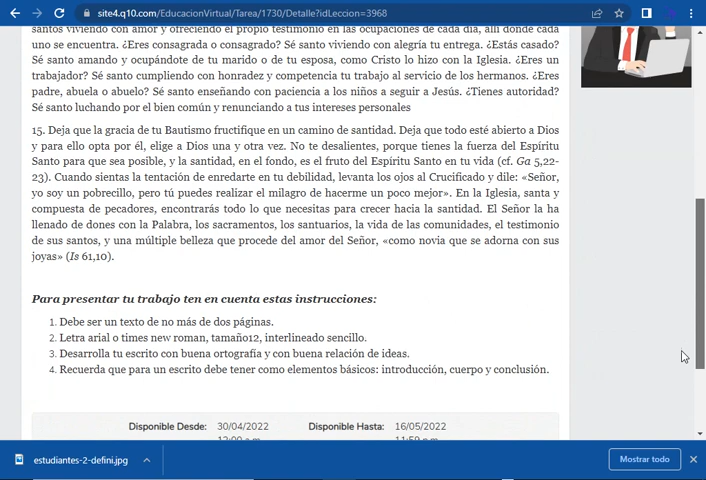 site4.q10.com/EducacionVirtual/Tarea/1730/Detalle?idLeccion=3968
santos viviendo con amor y ofreciendo el propio testimonio en las ocupaciones de cada día, allí donde cada
uno se encuentra. ¿Eres consagrada o consagrado? Sé santo viviendo con alegría tu entrega. ¿Estás casado?
Sé santo amando y ocupándote de tu marido o de tu esposa, como Cristo lo hizo con la Iglesia. ¿Eres un
trabajador? Sé santo cumpliendo con honradez y competencia tu trabajo al servicio de los hermanos. ¿Eres
padre, abuela o abuelo? Sé santo enseñando con paciencia a los niños a seguir a Jesús. ¿Tienes autoridad?
Sé santo luchando por el bien común y renunciando a tus intereses personales
15. Deja que la gracia de tu Bautismo fructifique en un camino de santidad. Deja que todo esté abierto a Dios
y para ello opta por él, elige a Dios una y otra vez. No te desalientes, porque tienes la fuerza del Espíritu
Santo para que sea posible, y la santidad, en el fondo, es el fruto del Espíritu Santo en tu vida (cf. Ga 5,22-
23). Cuando sientas la tentación de enredarte en tu debilidad, levanta los ojos al Crucificado y dile: «Señor,
yo soy un pobrecillo, pero tú puedes realizar el milagro de hacerme un poco mejor». En la Iglesia, santa y
compuesta de pecadores, encontrarás todo lo que necesitas para crecer hacia la santidad. El Señor la ha
llenado de dones con la Palabra, los sacramentos, los santuarios, la vida de las comunidades, el testimonio
de sus santos, y una múltiple belleza que procede del amor del Señor, «como novia que se adorna con sus
joyas» (Is 61,10).
Para presentar tu trabajo ten en cuenta estas instrucciones:
1. Debe ser un texto de no más de dos páginas.
2. Letra arial o times new roman, tamaño12, interlineado sencillo.
3. Desarrolla tu escrito con buena ortografía y con buena relación de ideas.
4. Recuerda que para un escrito debe tener como elementos básicos: introducción, cuerpo y conclusión.
Disponible Desde: 30/04/2022 Disponible Hasta: 16/05/2022
12:00 a.m. 11:59 p.m.
estudiantes-2-defini.jpg Mostrar todo